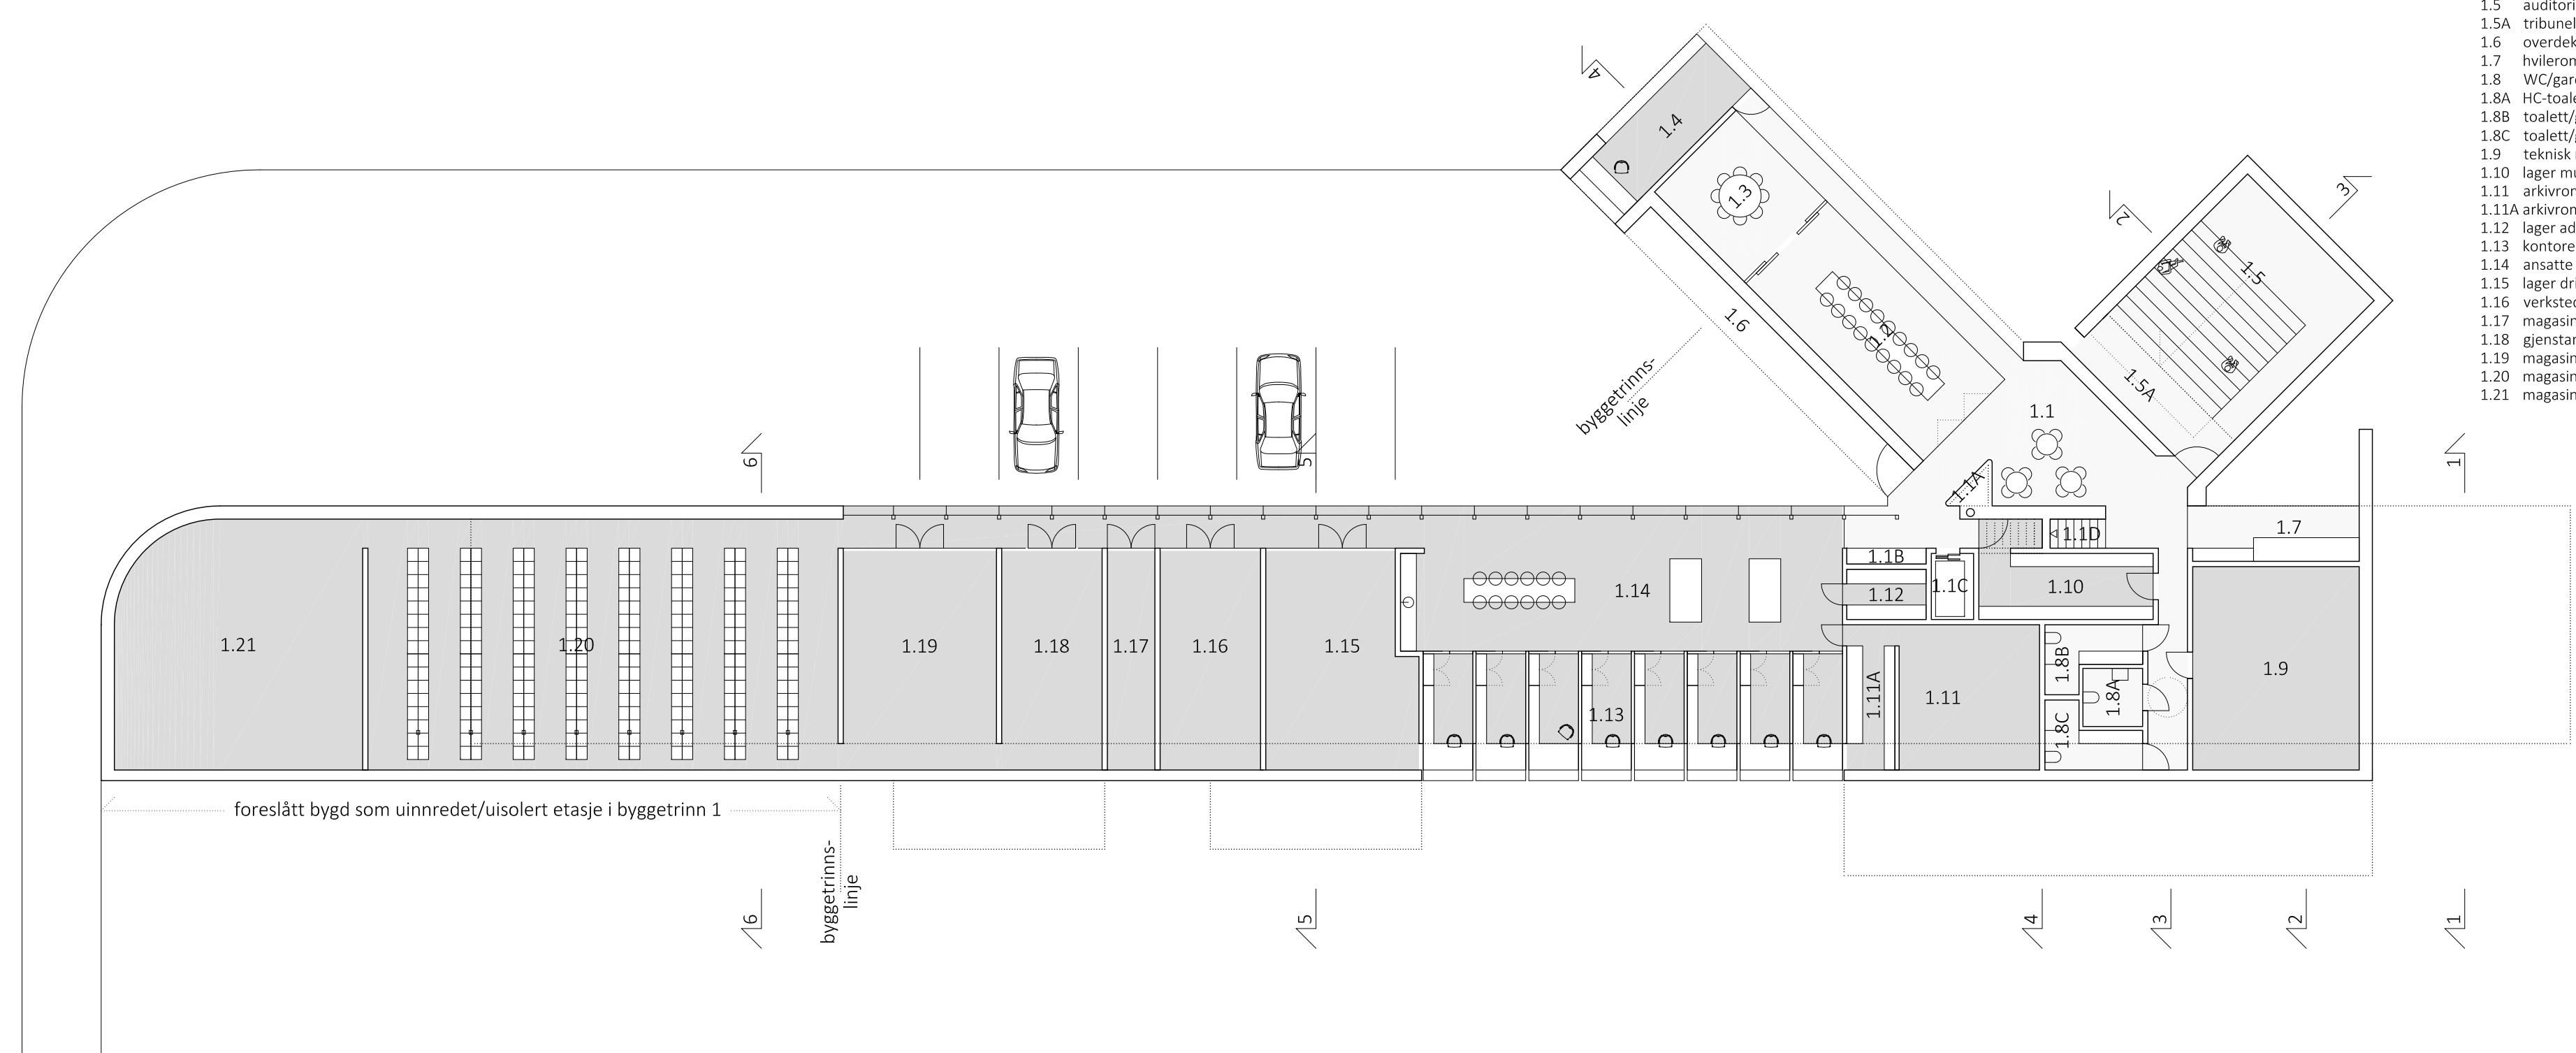 1.5 auditori
1.5A tribunel
1.6 overdek
1.7 hvilerom
1.8 WC/gard
1.8A HC-toale
1.8B toalett/g
1.8C toalett/g
1.9 teknisk
1.10 lager mu
1.11 arkivrom
1.11A arkivrom
1.12 lager ad
1.13 kontore
1.14 ansatte
1.15 lager dri
1.16 verksted
1.17 magasin
1.18 gjenstan
1.19 magasin
1.20 magasin
1.21 magasin
4
1.4
1.3
1.2
1.6
byggetrinns-
linje
2
3
1.5
1.5A
1.1
1.1A
1.1D
1.7
6
5
1
1.21
1.20
1.19
1.18
1.17
1.16
1.15
1.14
1.13
1.1B
1.12
1.1C
1.10
1.11A
1.11
1.8B
1.8A
1.8C
1.9
foreslått bygd som uinnredet/uisolert etasje i byggetrinn 1
byggetrinns-
linje
6
5
4
3
2
1